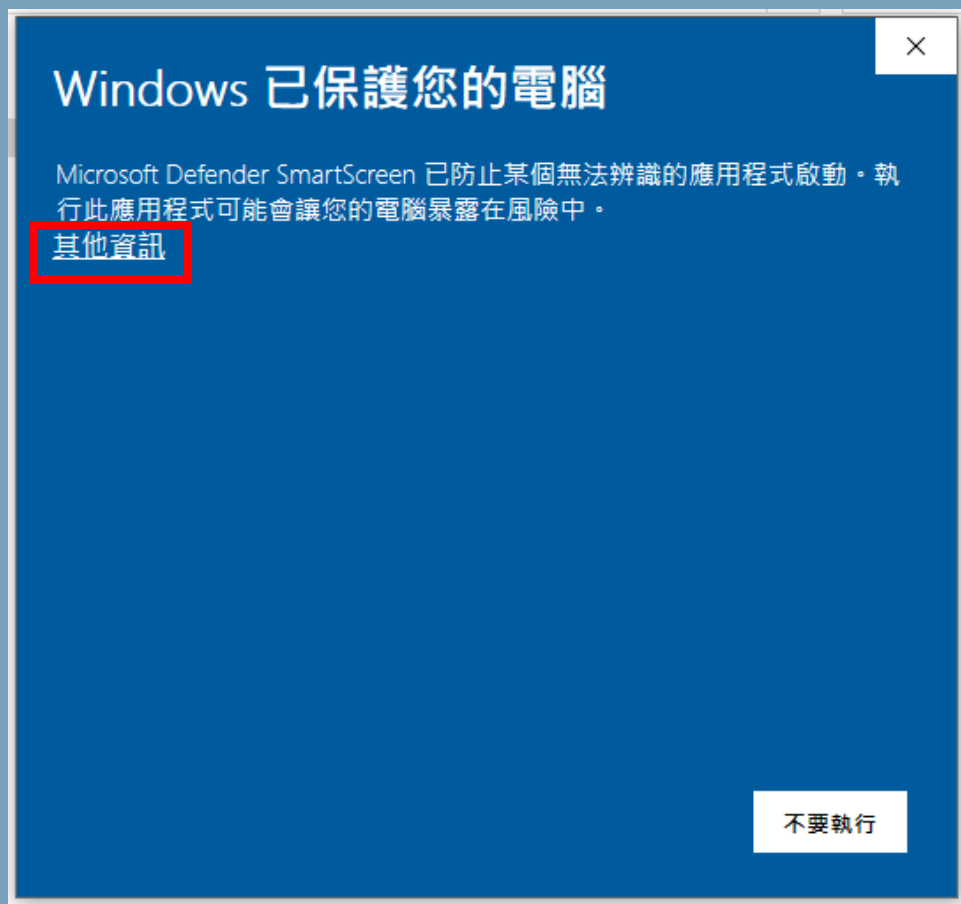 Windows 已保護您的電腦
Microsoft Defender SmartScreen 已防止某個無法辨識的應用程式啟動。執
行此應用程式可能會讓您的電腦暴露在風險中。
其他資訊
不要執行